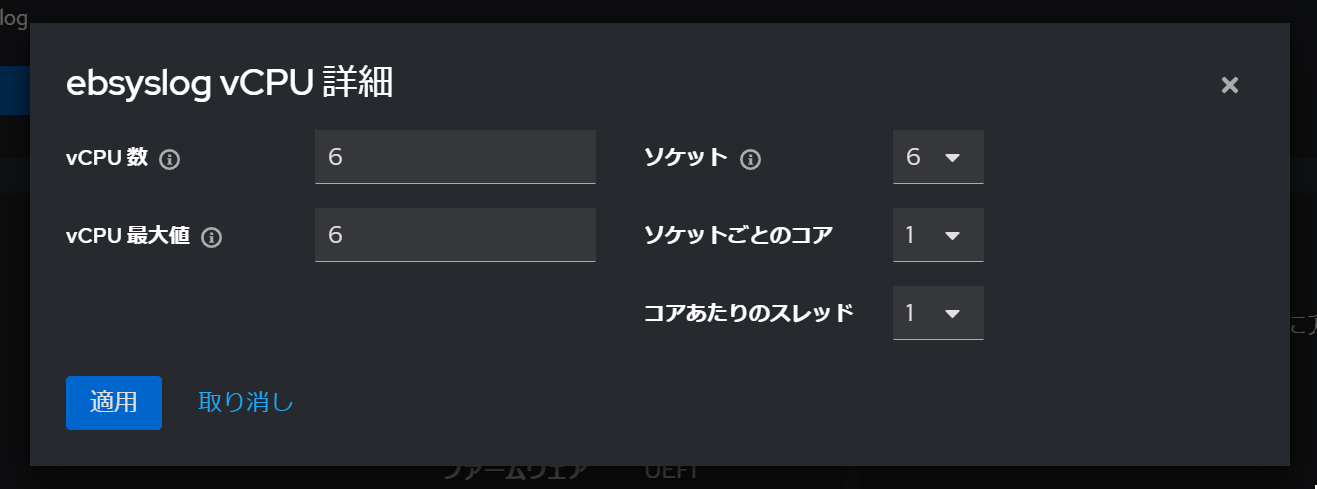 log
ebsyslog vCPU 詳細
vCPU 数 6 ソケット 6
vCPU 最大値 6 ソケットごとのコア 1
コアあたりのスレッド 1
適用 取り消し
ファームウェア UEFI